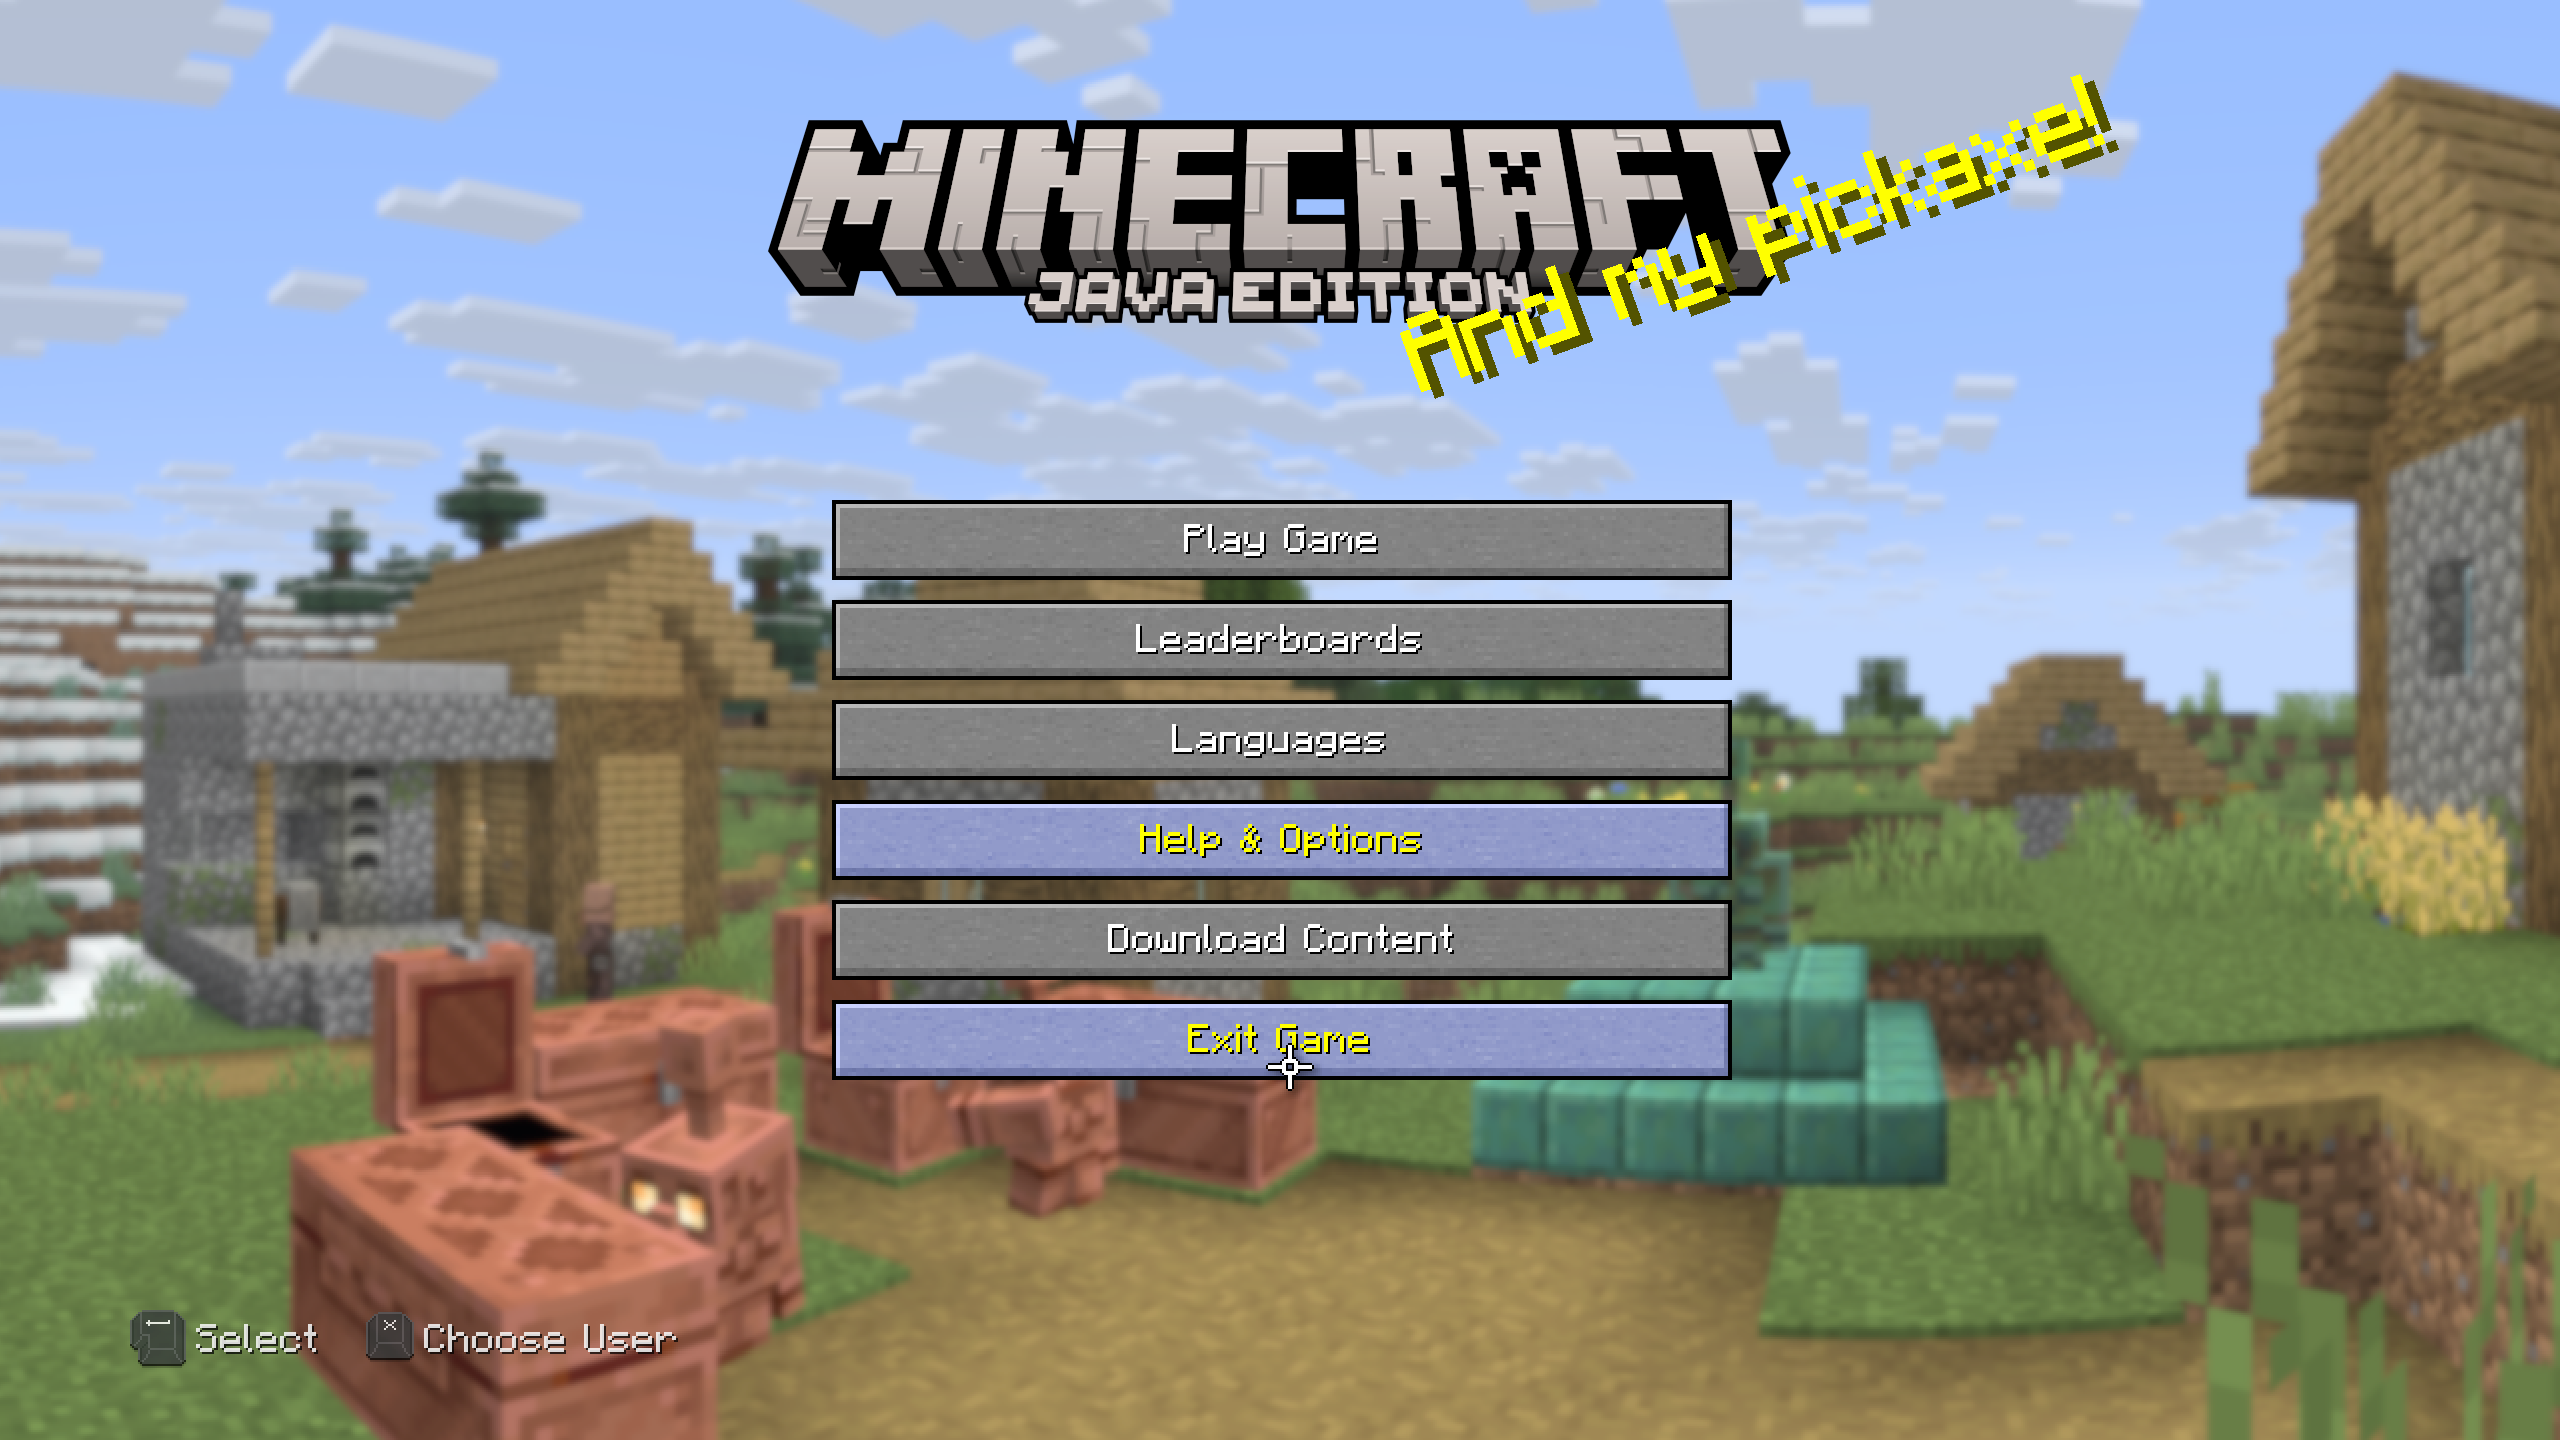 MINECRAFT
JAVA EDITION
And my pickaxe!
Play Game
Leaderboards
Languages
Help & Options
Download Content
Exit Game
Select
Choose User